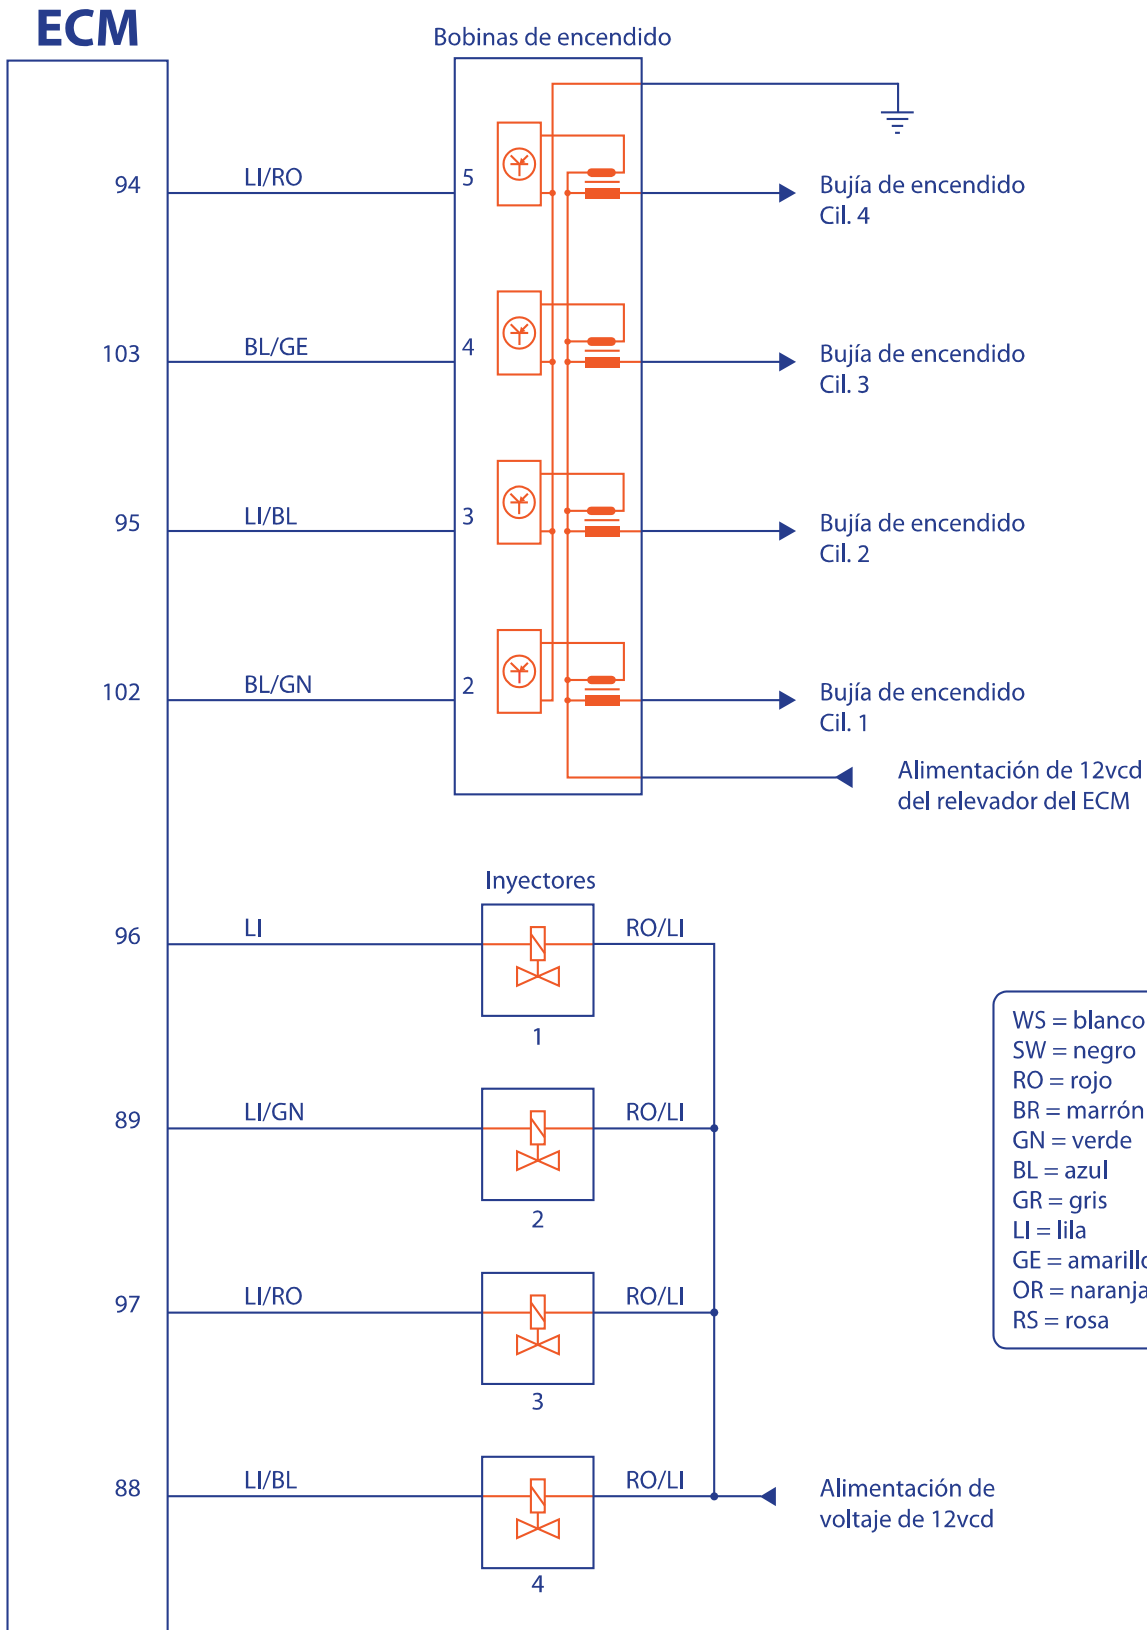 ECM
Bobinas de encendido
94
LI/RO
5
Bujía de encendido
Cil. 4
103
BL/GE
4
Bujía de encendido
Cil. 3
95
LI/BL
3
Bujía de encendido
Cil. 2
102
BL/GN
2
Bujía de encendido
Cil. 1
Alimentación de 12vcd
del relevador del ECM
Inyectores
96
LI
RO/LI
1
89
LI/GN
RO/LI
2
97
LI/RO
RO/LI
3
88
LI/BL
RO/LI
4
Alimentación de
voltaje de 12vcd
WS = blanco
SW = negro
RO = rojo
BR = marrón
GN = verde
BL = azul
GR = gris
LI = lila
GE = amarillo
OR = naranja
RS = rosa